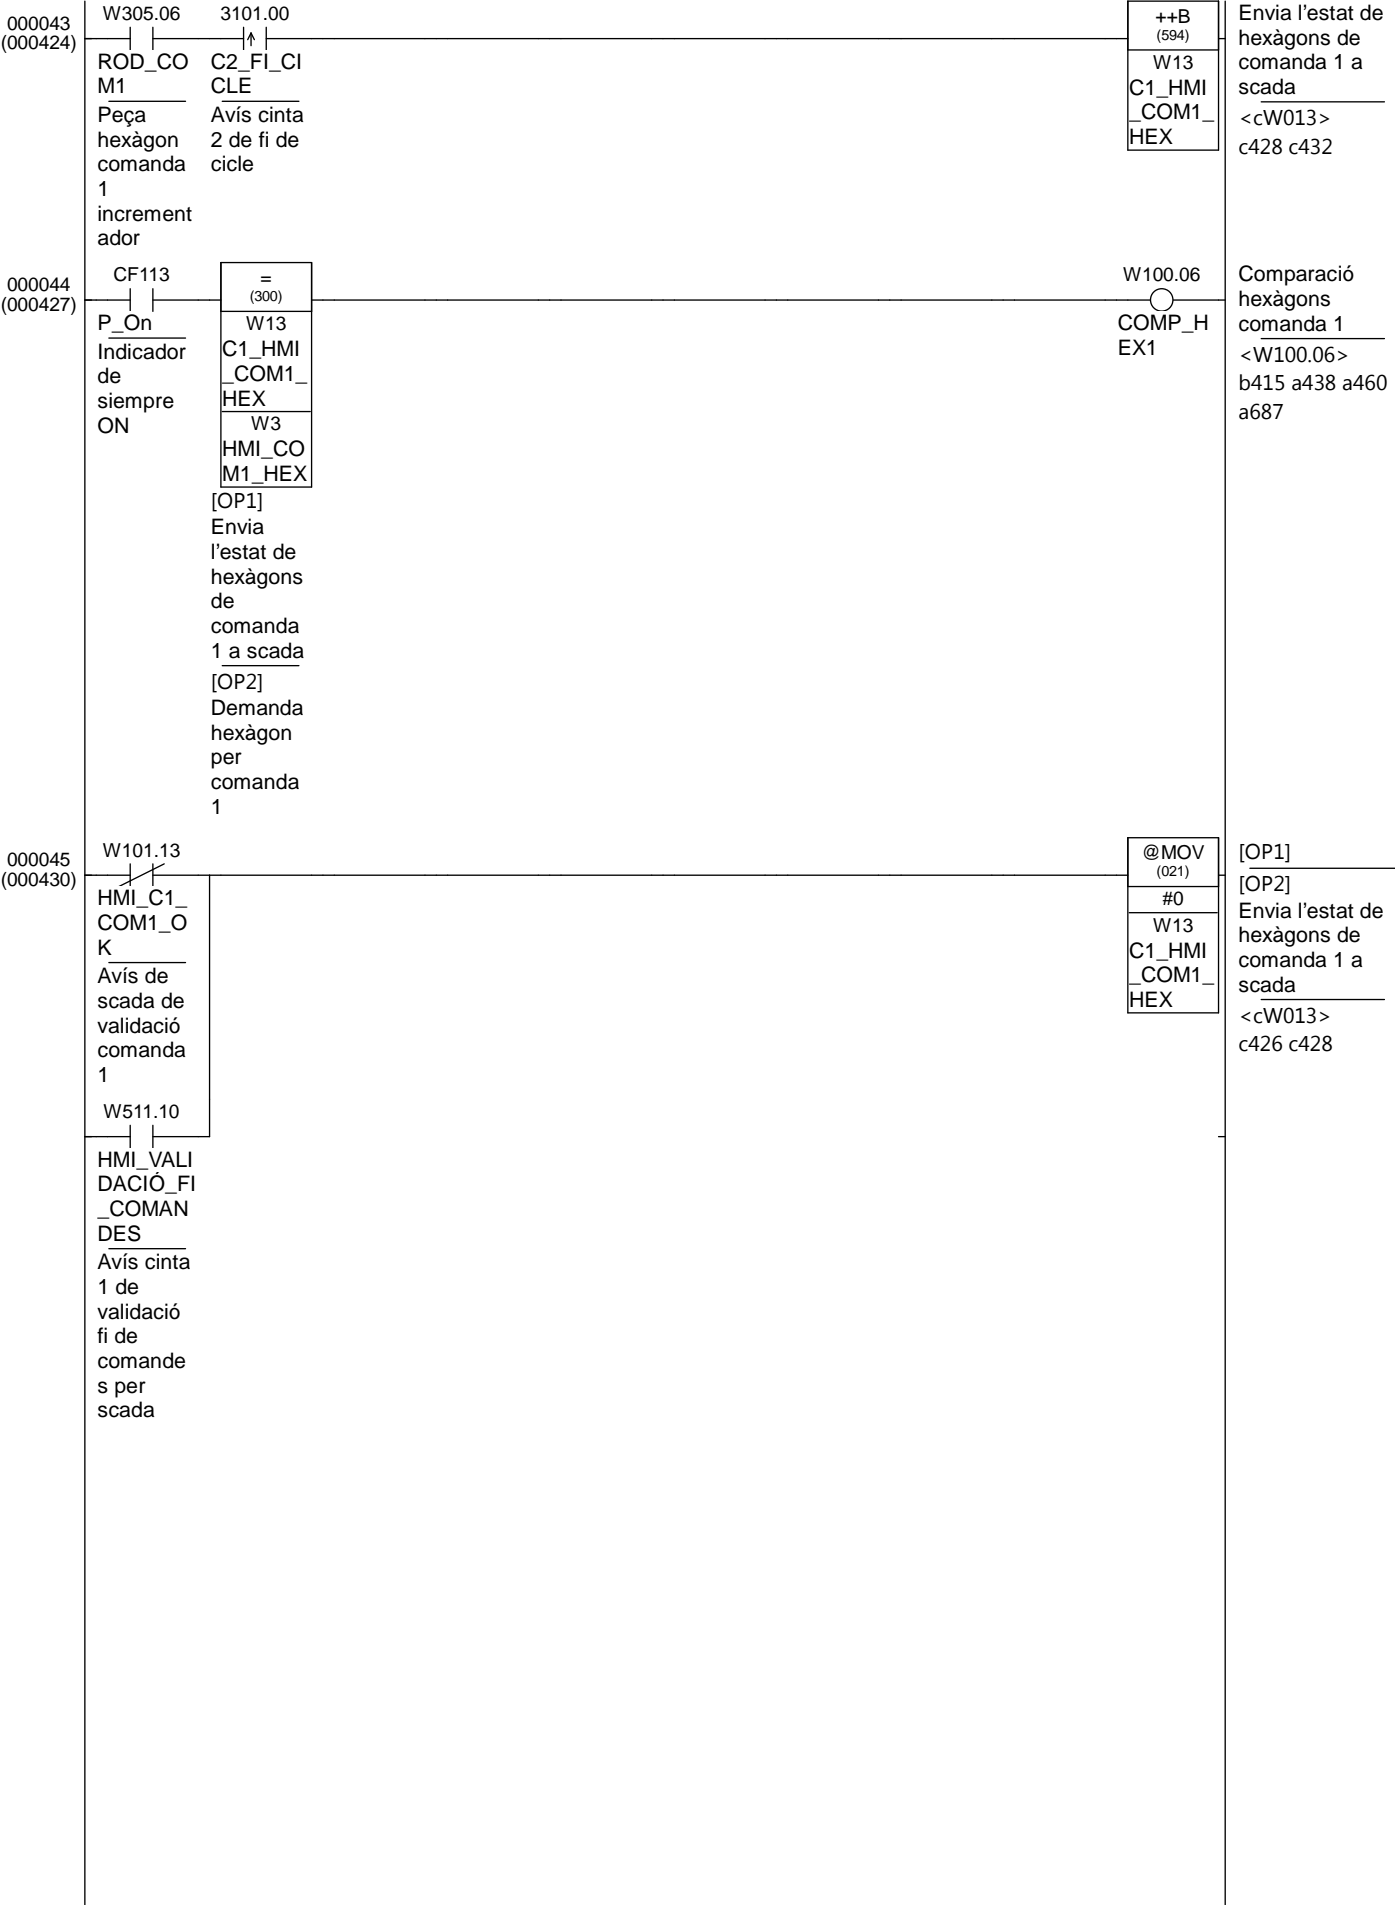 000043
(000424)
W305.06
ROD_CO
M1
Peça
hexàgon
comanda
1
increment
ador
3101.00
C2_FI_CI
CLE
Avís cinta
2 de fi de
cicle
++B
(594)
W13
C1_HMI
_COM1_
HEX
Envia l'estat de
hexàgons de
comanda 1 a
scada
<cW013>
c428 c432
000044
(000427)
CF113
P_On
Indicador
de
siempre
ON
=
(300)
W13
C1_HMI
_COM1_
HEX
W3
HMI_CO
M1_HEX
[OP1]
Envia
l'estat de
hexàgons
de
comanda
1 a scada
[OP2]
Demanda
hexàgon
per
comanda
1
W100.06
COMP_H
EX1
Comparació
hexàgons
comanda 1
<W100.06>
b415 a438 a460
a687
000045
(000430)
W101.13
HMI_C1_
COM1_O
K
Avís de
scada de
validació
comanda
1
W511.10
HMI_VALI
DACIÓ_FI
_COMAN
DES
Avís cinta
1 de
validació
fi de
comande
s per
scada
@MOV
(021)
#0
W13
C1_HMI
_COM1_
HEX
[OP1]
[OP2]
Envia l'estat de
hexàgons de
comanda 1 a
scada
<cW013>
c426 c428